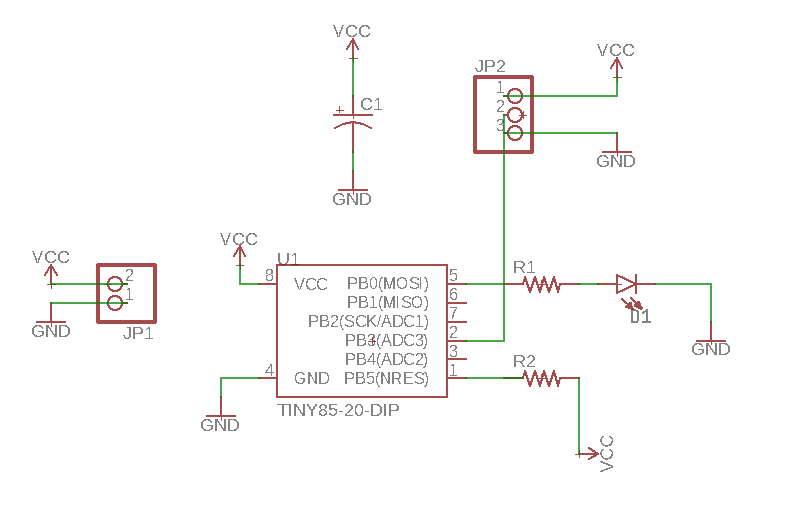 VCC
C1
GND
JP2
1
2
3
VCC
GND
VCC
2
1
GND
JP1
VCC
U1
8
VCC
PB0(MOSI)
5
PB1(MISO)
6
PB2(SCK/ADC1)
7
PB3(ADC3)
2
PB4(ADC2)
3
4
GND
PB5(NRES)
1
GND
TINY85-20-DIP
R1
D1
GND
R2
VCC